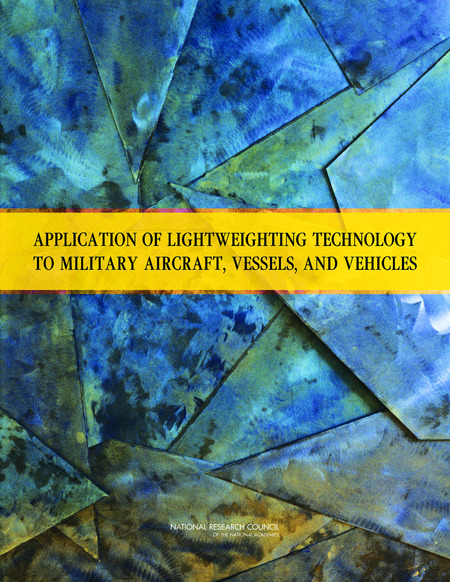 APPLICATION OF LIGHTWEIGHTING TECHNOLOGY
TO MILITARY AIRCRAFT, VESSELS, AND VEHICLES
NATIONAL RESEARCH COUNCIL
OF THE NATIONAL ACADEMIES